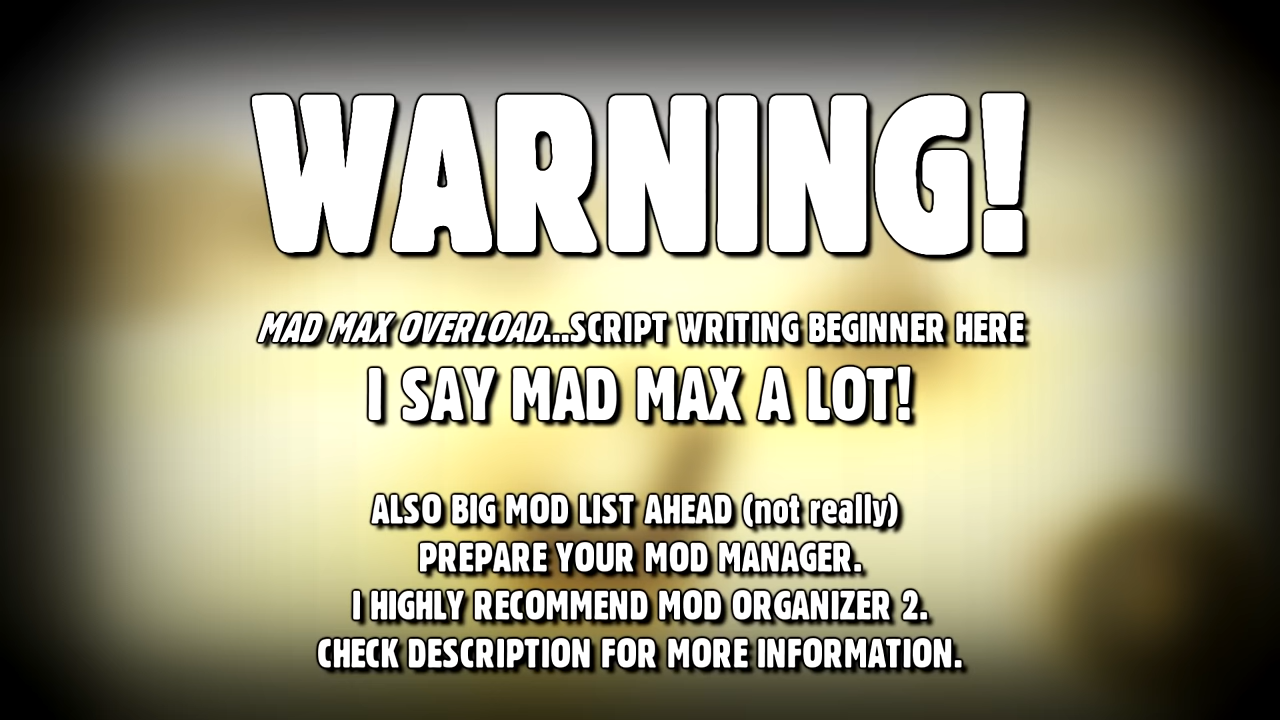 WARNING!
MAD MAX OVERLOAD...SCRIPT WRITING BEGINNER HERE
I SAY MAD MAX A LOT!
ALSO BIG MOD LIST AHEAD (not really)
PREPARE YOUR MOD MANAGER.
I HIGHLY RECOMMEND MOD ORGANIZER 2.
CHECK DESCRIPTION FOR MORE INFORMATION.